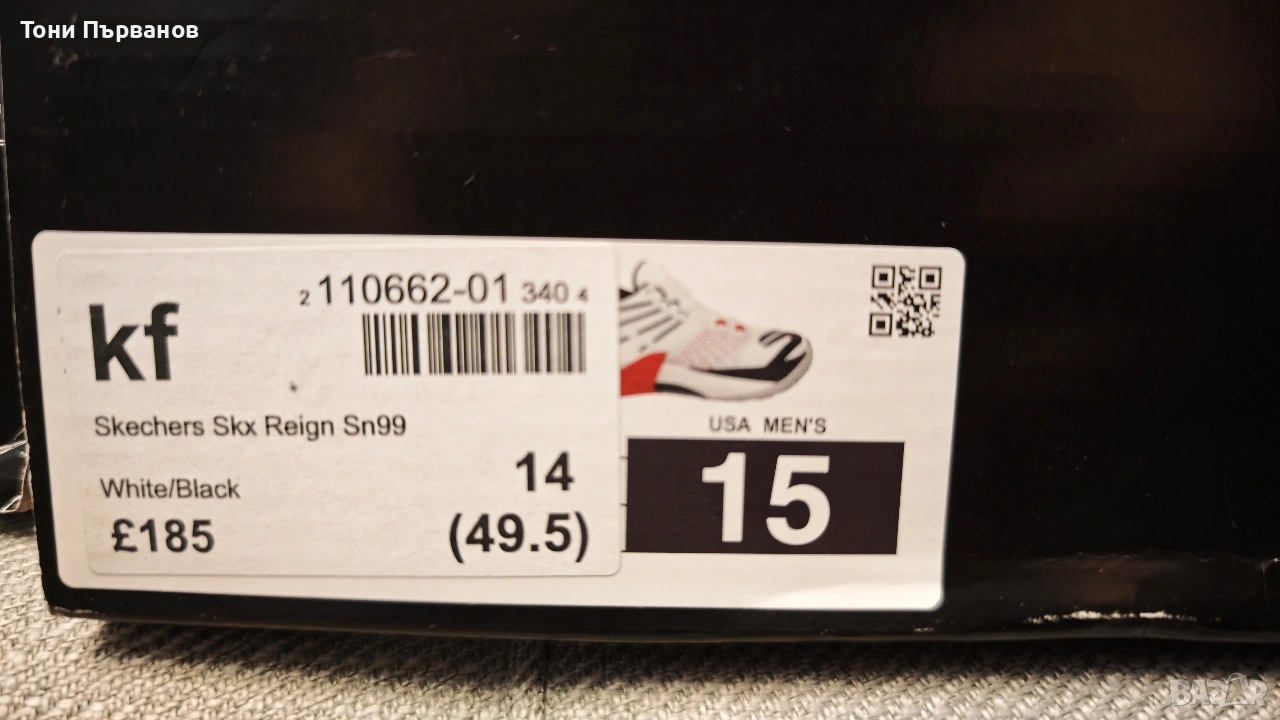 Тони Първанов
2 110662-01 340 4
kf
Skechers Skx Reign Sn99
14
White/Black
£185
(49.5)
USA MEN'S
15
BAZAR